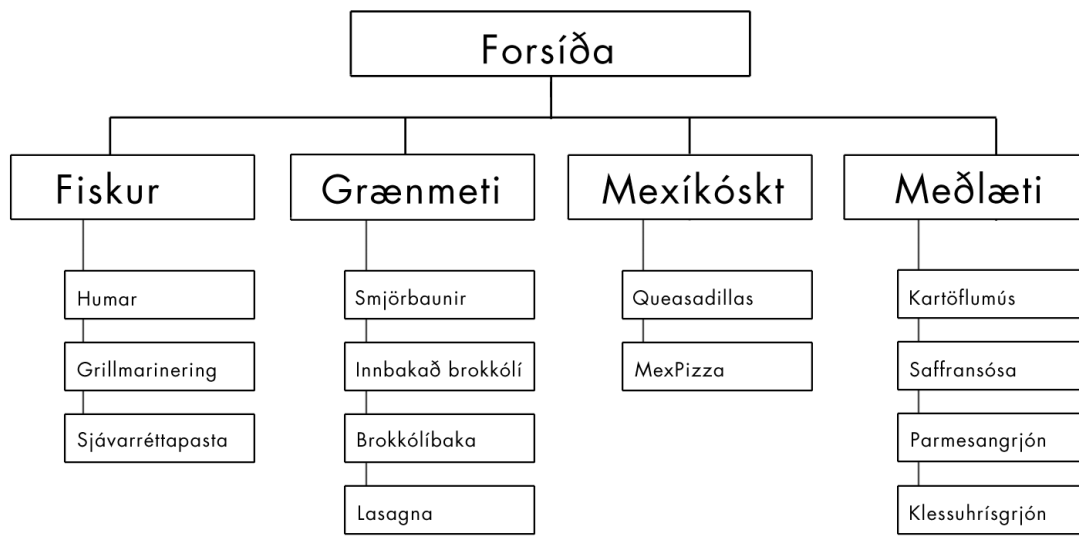 Forsíða
Fiskur
Humar
Grillmarinering
Sjávarréttapasta
Grænmeti
Smjörbaunir
Innbakað brokkólí
Brokkólíbaka
Lasagna
Mexíkóskt
Queasadillas
MexPizza
Meðlæti
Kartöflumús
Saffransósa
Parmesangrjón
Klessuhrísgrjón